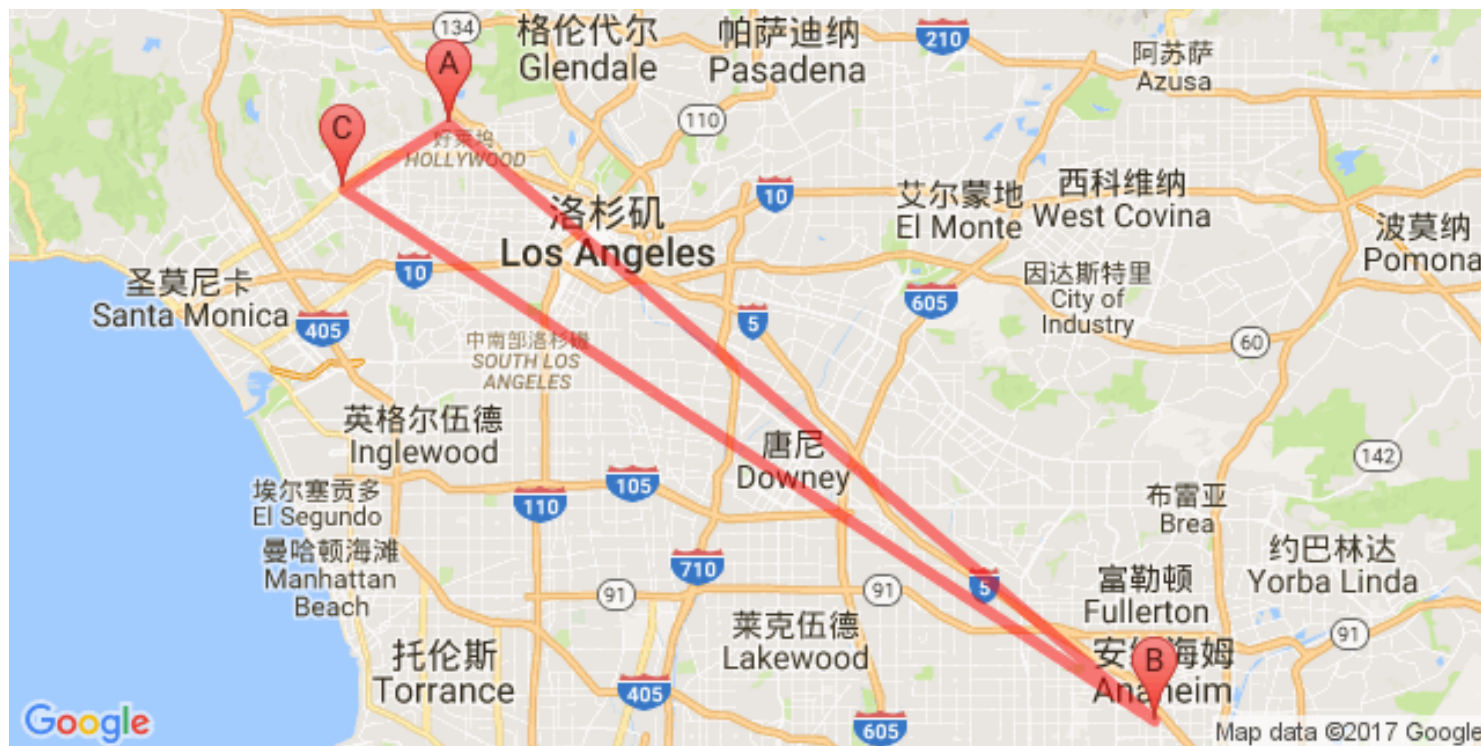 134
格伦代尔
Glendale
帕萨迪纳
Pasadena
210
阿苏萨
Azusa
A
C
110
好莱坞
HOLLYWOOD
10
艾尔蒙地
El Monte
西科维纳
West Covina
洛杉矶
Los Angeles
波莫纳
Pomona
圣莫尼卡
Santa Monica
10
405
5
605
因达斯特里
City of
Industry
60
中南部洛杉矶
SOUTH LOS
ANGELES
英格尔伍德
Inglewood
唐尼
Downey
142
埃尔塞贡多
El Segundo
105
110
布雷亚
Brea
曼哈顿海滩
Manhattan
Beach
710
91
91
5
富勒顿
Fullerton
约巴林达
Yorba Linda
91
莱克伍德
Lakewood
托伦斯
Torrance
405
B
Anaheim
605
Google
Map data ©2017 Google